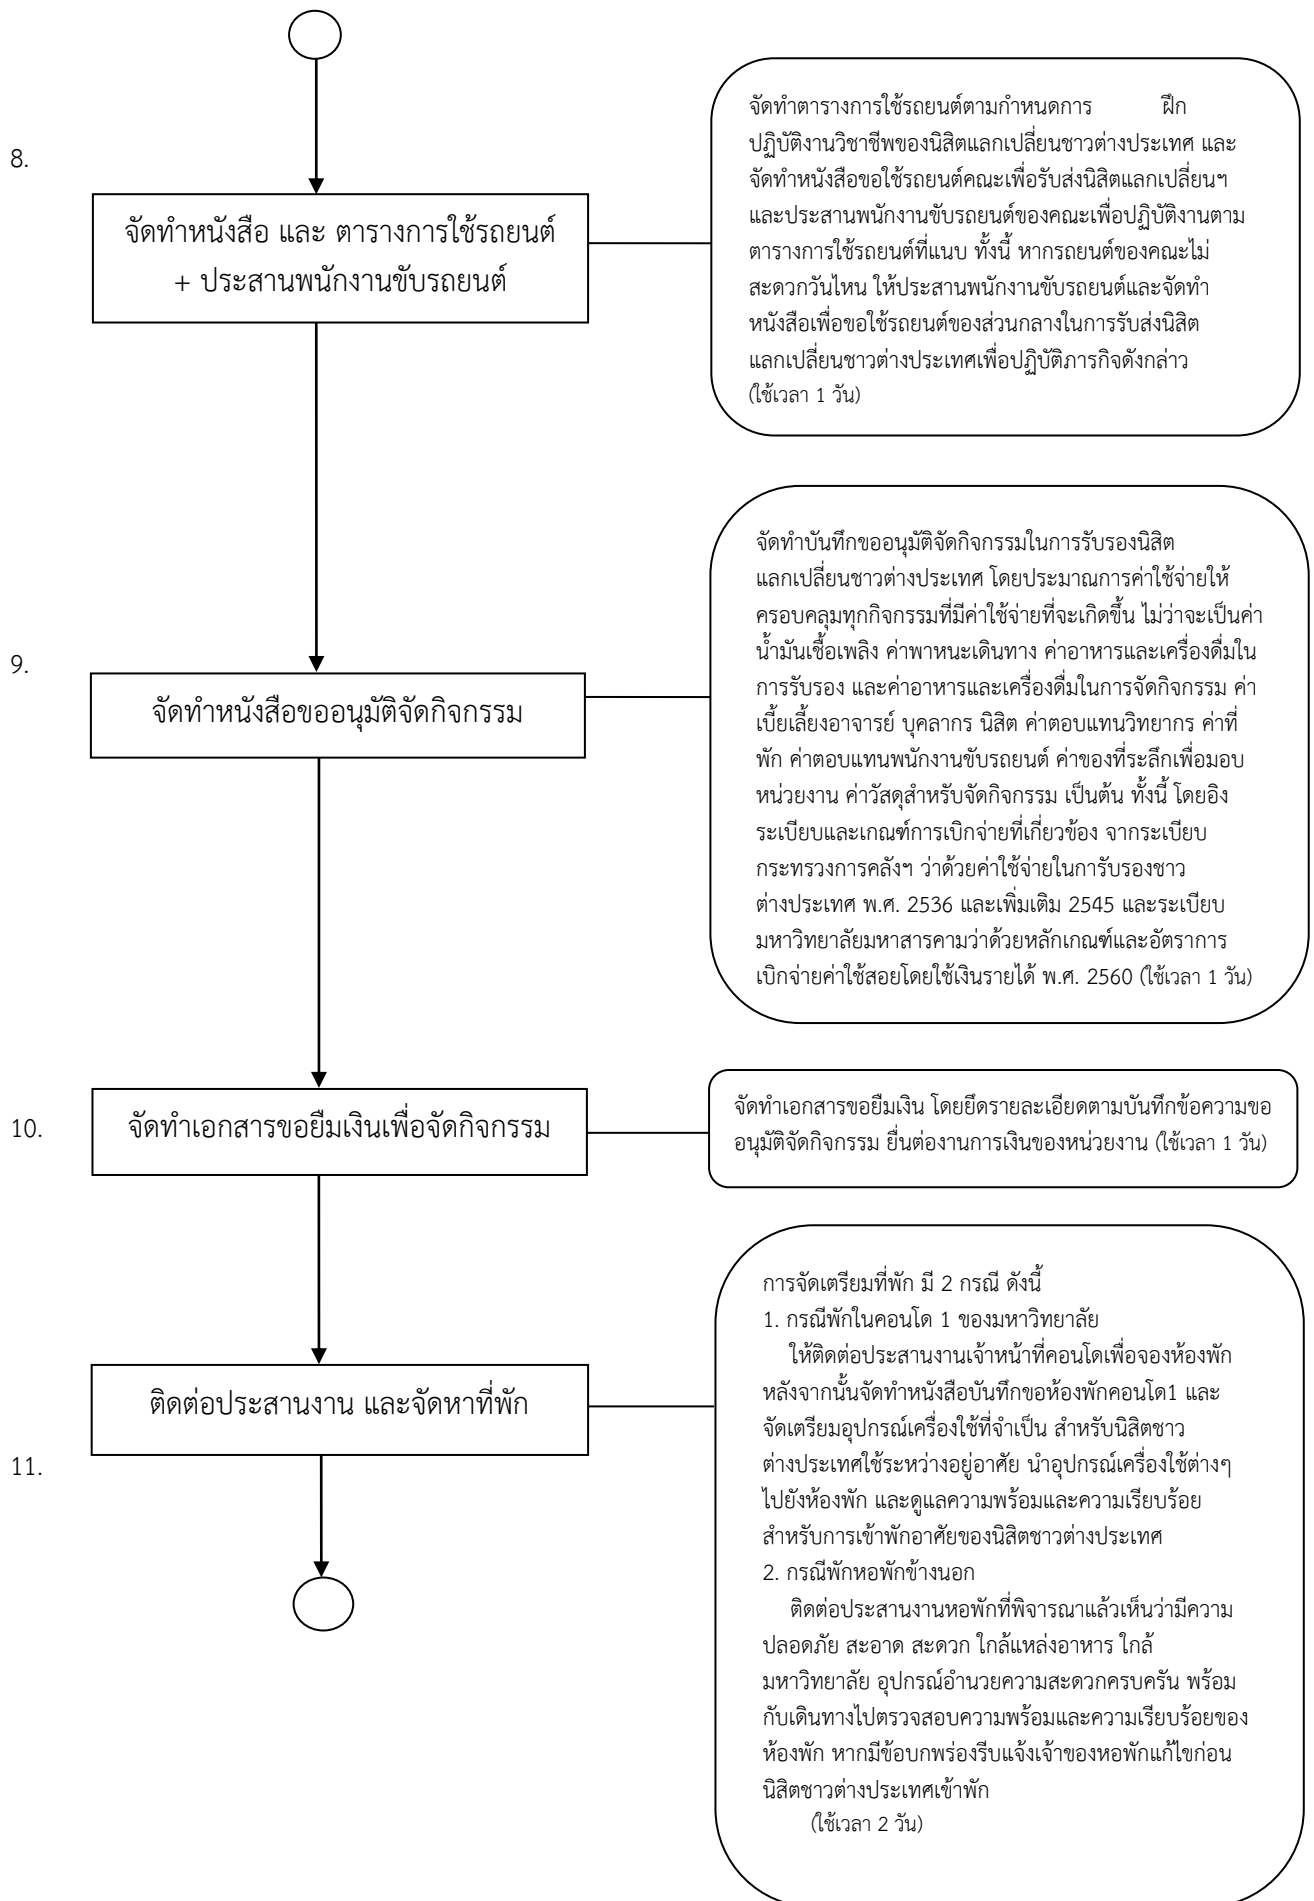 8.
จัดทำหนังสือ และ ตารางการใช้รถยนต์
+ ประสานพนักงานขับรถยนต์
จัดทำตารางการใช้รถยนต์ตามกำหนดการ ฝึก
ปฏิบัติงานวิชาชีพของนิสิตแลกเปลี่ยนชาวต่างประเทศ และ
จัดทำหนังสือขอใช้รถยนต์คณะเพื่อรับส่งนิสิตแลกเปลี่ยนฯ
และประสานพนักงานขับรถยนต์ของคณะเพื่อปฏิบัติงานตาม
ตารางการใช้รถยนต์ที่แนบ ทั้งนี้ หากรถยนต์ของคณะไม่
สะดวกวันไหน ให้ประสานพนักงานขับรถยนต์และจัดทำ
หนังสือเพื่อขอใช้รถยนต์ของส่วนกลางในการรับส่งนิสิต
แลกเปลี่ยนชาวต่างประเทศเพื่อปฏิบัติภารกิจดังกล่าว
(ใช้เวลา 1 วัน)
9.
จัดทำหนังสือขออนุมัติจัดกิจกรรม
จัดทำบันทึกขออนุมัติจัดกิจกรรมในการรับรองนิสิต
แลกเปลี่ยนชาวต่างประเทศ โดยประมาณการค่าใช้จ่ายให้
ครอบคลุมทุกกิจกรรมที่มีค่าใช้จ่ายที่จะเกิดขึ้น ไม่ว่าจะเป็นค่า
น้ำมันเชื้อเพลิง ค่าพาหนะเดินทาง ค่าอาหารและเครื่องดื่มใน
การรับรอง และค่าอาหารและเครื่องดื่มในการจัดกิจกรรม ค่า
เบี้ยเลี้ยงอาจารย์ บุคลากร นิสิต ค่าตอบแทนวิทยากร ค่าที่
พัก ค่าตอบแทนพนักงานขับรถยนต์ ค่าของที่ระลึกเพื่อมอบ
หน่วยงาน ค่าวัสดุสำหรับจัดกิจกรรม เป็นต้น ทั้งนี้ โดยอิง
ระเบียบและเกณฑ์การเบิกจ่ายที่เกี่ยวข้อง จากระเบียบ
กระทรวงการคลังฯ ว่าด้วยค่าใช้จ่ายในการับรองชาว
ต่างประเทศ พ.ศ. 2536 และเพิ่มเติม 2545 และระเบียบ
มหาวิทยาลัยมหาสารคามว่าด้วยหลักเกณฑ์และอัตราการ
เบิกจ่ายค่าใช้สอยโดยใช้เงินรายได้ พ.ศ. 2560 (ใช้เวลา 1 วัน)
10.
จัดทำเอกสารขอยืมเงินเพื่อจัดกิจกรรม
จัดทำเอกสารขอยืมเงิน โดยยึดรายละเอียดตามบันทึกข้อความขอ
อนุมัติจัดกิจกรรม ยื่นต่องานการเงินของหน่วยงาน (ใช้เวลา 1 วัน)
11.
ติดต่อประสานงาน และจัดหาที่พัก
การจัดเตรียมที่พัก มี 2 กรณี ดังนี้
1. กรณีพักในคอนโด 1 ของมหาวิทยาลัย
ให้ติดต่อประสานงานเจ้าหน้าที่คอนโดเพื่อจองห้องพัก
หลังจากนั้นจัดทำหนังสือบันทึกขอห้องพักคอนโด1 และ
จัดเตรียมอุปกรณ์เครื่องใช้ที่จำเป็น สำหรับนิสิตชาว
ต่างประเทศใช้ระหว่างอยู่อาศัย นำอุปกรณ์เครื่องใช้ต่างๆ
ไปยังห้องพัก และดูแลความพร้อมและความเรียบร้อย
สำหรับการเข้าพักอาศัยของนิสิตชาวต่างประเทศ
2. กรณีพักหอพักข้างนอก
ติดต่อประสานงานหอพักที่พิจารณาแล้วเห็นว่ามีความ
ปลอดภัย สะอาด สะดวก ใกล้แหล่งอาหาร ใกล้
มหาวิทยาลัย อุปกรณ์อำนวยความสะดวกครบครัน พร้อม
กับเดินทางไปตรวจสอบความพร้อมและความเรียบร้อยของ
ห้องพัก หากมีข้อบกพร่องรีบแจ้งเจ้าของหอพักแก้ไขก่อน
นิสิตชาวต่างประเทศเข้าพัก
(ใช้เวลา 2 วัน)